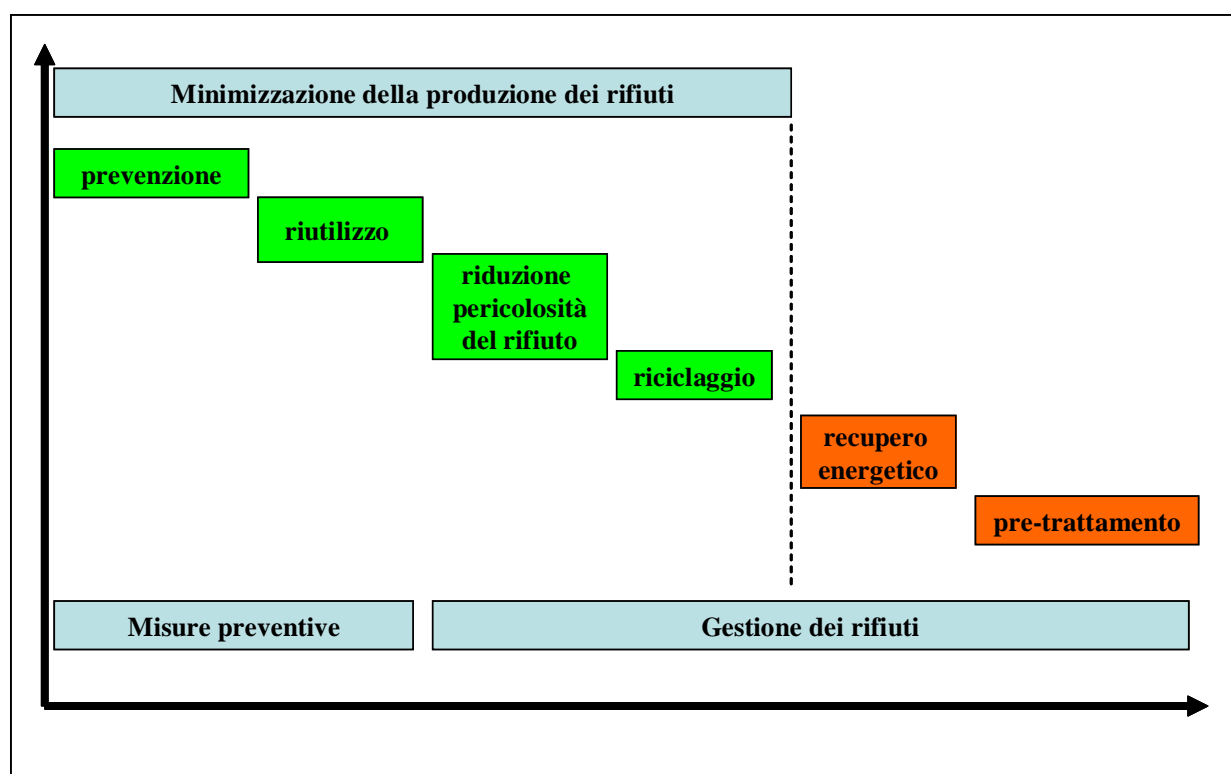 Minimizzazione della produzione dei rifiuti
prevenzione
riutilizzo
riduzione
pericolosità
del rifiuto
riciclaggio
recupero
energetico
pre-trattamento
Misure preventive
Gestione dei rifiuti